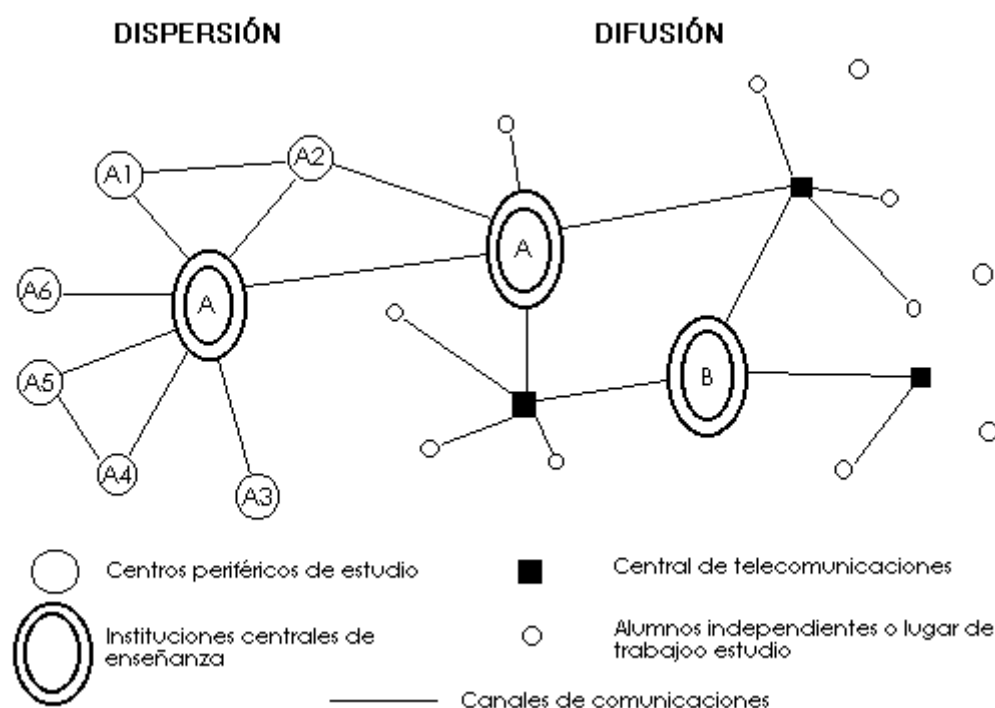 DISPERSIÓN
DIFUSIÓN
A1
A2
A
A
A6
A5
B
A4
A3
Centros periféricos de estudio
Central de telecomunicaciones
Instituciones centrales de
enseñanza
Alumnos independientes o lugar de
trabajoo estudio
Canales de comunicaciones